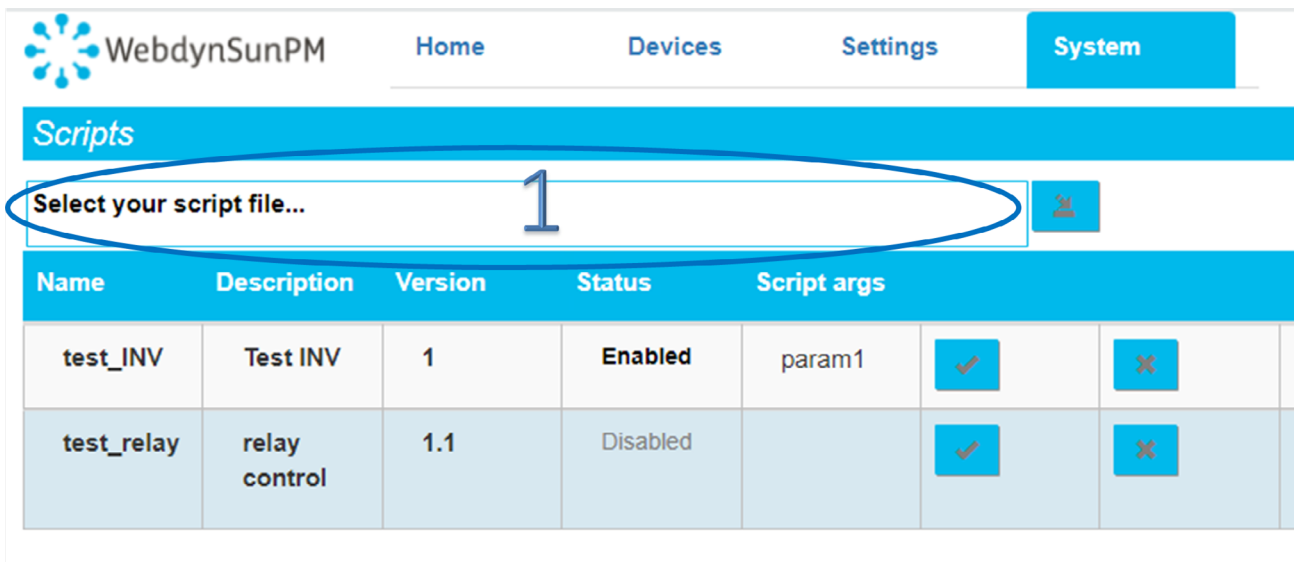 WebdynSunPM Home Devices Settings System
Scripts
Select your script file... 1
Name Description Version Status Script args
test_INV Test INV 1 Enabled param1
test_relay relay control 1.1 Disabled